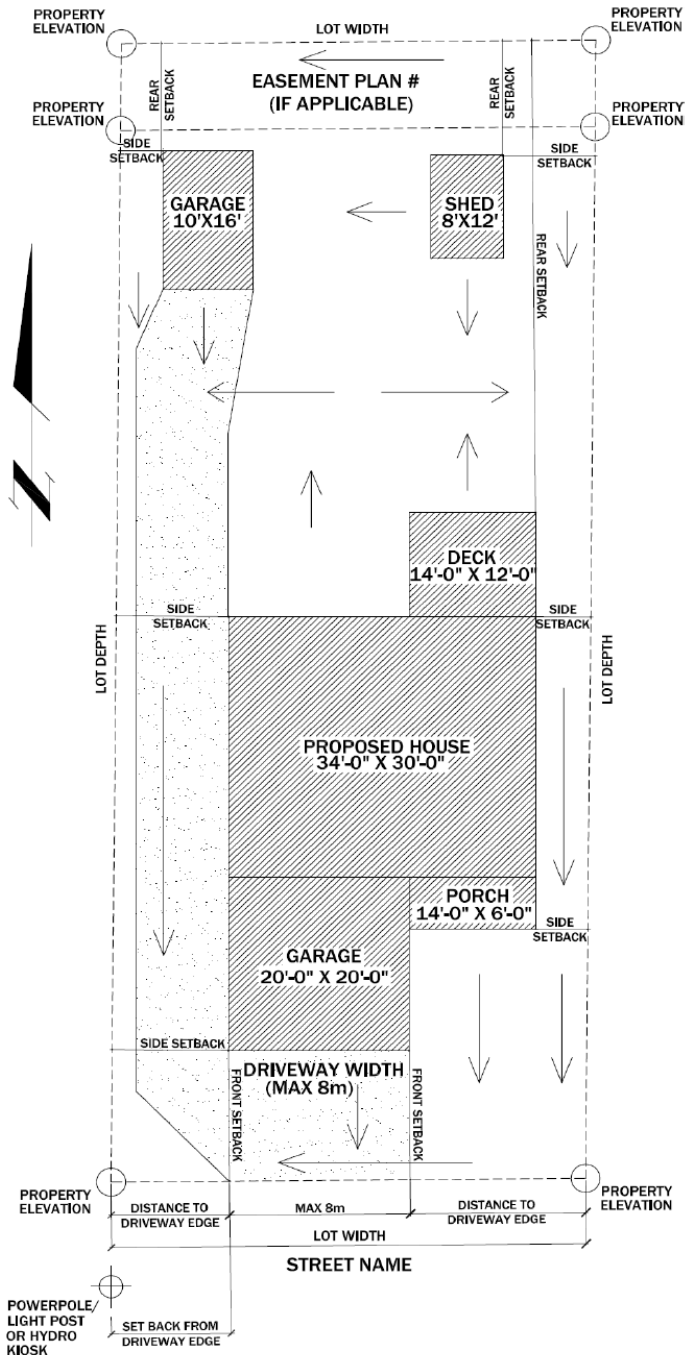 PROPERTY
ELEVATION
LOT WIDTH
PROPERTY
ELEVATION
REAR
SETBACK
EASEMENT PLAN #
(IF APPLICABLE)
REAR
SETBACK
PROPERTY
ELEVATION
PROPERTY
ELEVATION
SIDE
SETBACK
SIDE
SETBACK
GARAGE
10'X16'
SHED
8'X12'
REAR SETBACK
N
DECK
14'-0" X 12'-0"
SIDE
SETBACK
SIDE
SETBACK
LOT DEPTH
LOT DEPTH
PROPOSED HOUSE
34'-0" X 30'-0"
PORCH
14'-0" X 6'-0"
SIDE
SETBACK
GARAGE
20'-0" X 20'-0"
SIDE SETBACK
DRIVEWAY WIDTH
(MAX 8m)
FRONT SETBACK
FRONT SETBACK
PROPERTY
ELEVATION
PROPERTY
ELEVATION
DISTANCE TO
DRIVEWAY EDGE
MAX 8m
DISTANCE TO
DRIVEWAY EDGE
LOT WIDTH
STREET NAME
POWERPOLE/
LIGHT POST
OR HYDRO
KIOSK
SET BACK FROM
DRIVEWAY EDGE